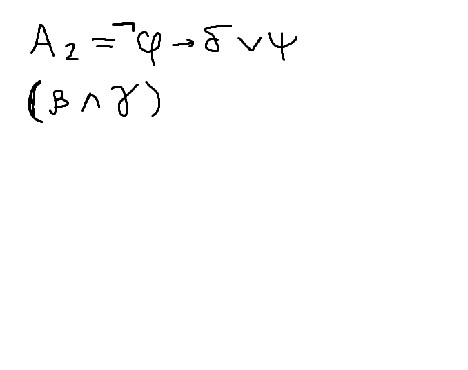 A₂ = ¬φ → δ ∨ ψ
(β ∧ γ)